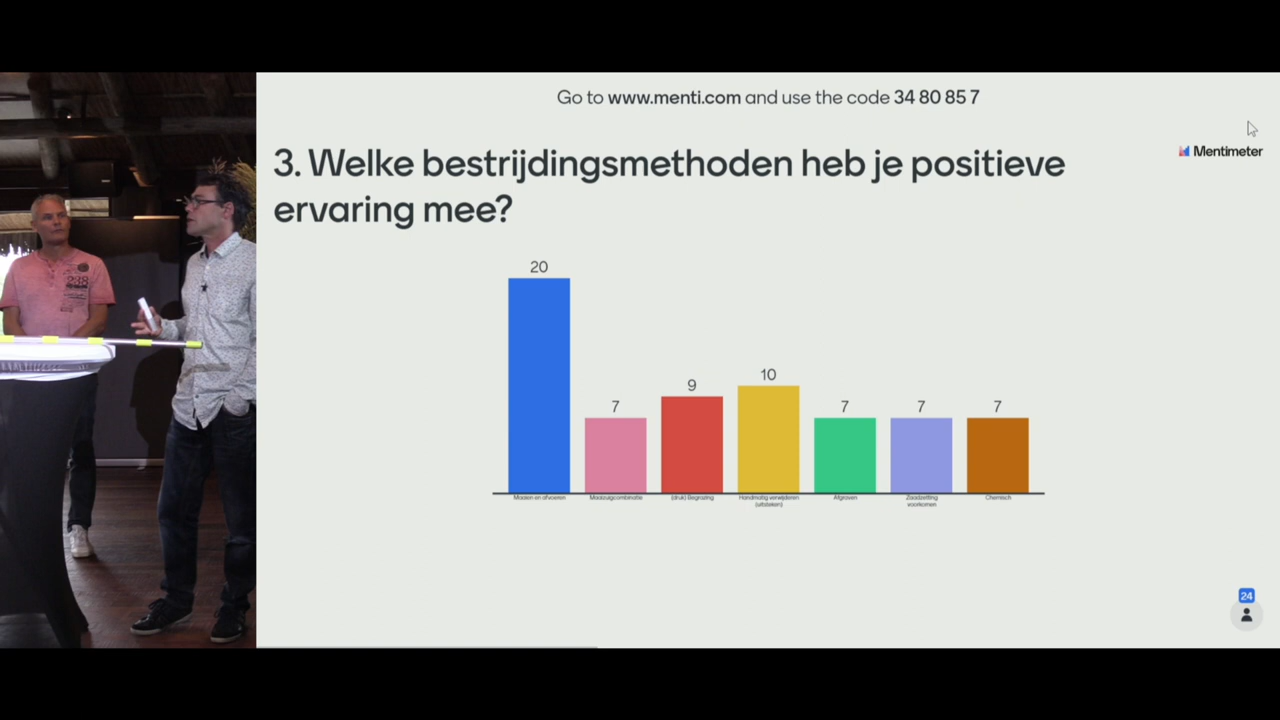 Go to www.menti.com and use the code 34 80 85 7
3. Welke bestrijdingsmethoden heb je positieve
ervaring mee?
Mentimeter
20
7
9
10
7
7
7
Maaien en afvoeren
Maaizuigcombinatie
(druk) Begrazing
Handmatig verwijderen
(uitsteken)
Afgraven
Zaadzetting
voorkomen
Chemisch
24
238